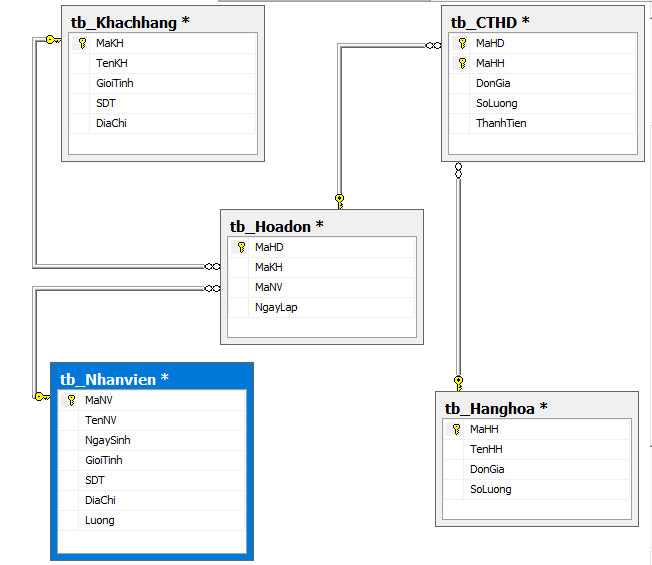 tb_Khachhang *
MaKH
TenKH
GioiTinh
SDT
DiaChi
tb_CTHD *
MaHD
MaHH
DonGia
SoLuong
ThanhTien
tb_Hoadon *
MaHD
MaKH
MaNV
NgayLap
tb_Nhanvien *
MaNV
TenNV
NgaySinh
GioiTinh
SDT
DiaChi
Luong
tb_Hanghoa *
MaHH
TenHH
DonGia
SoLuong